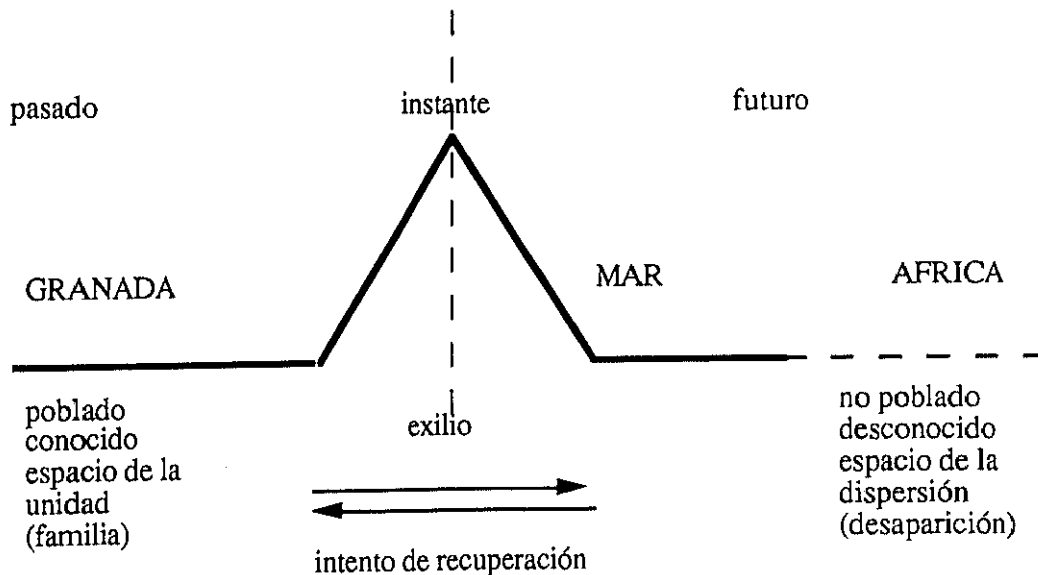 pasado
instante
futuro
GRANADA
MAR
AFRICA
poblado
conocido
espacio de la
unidad
(familia)
exilio
intento de recuperación
no poblado
desconocido
espacio de la
dispersión
(desaparición)